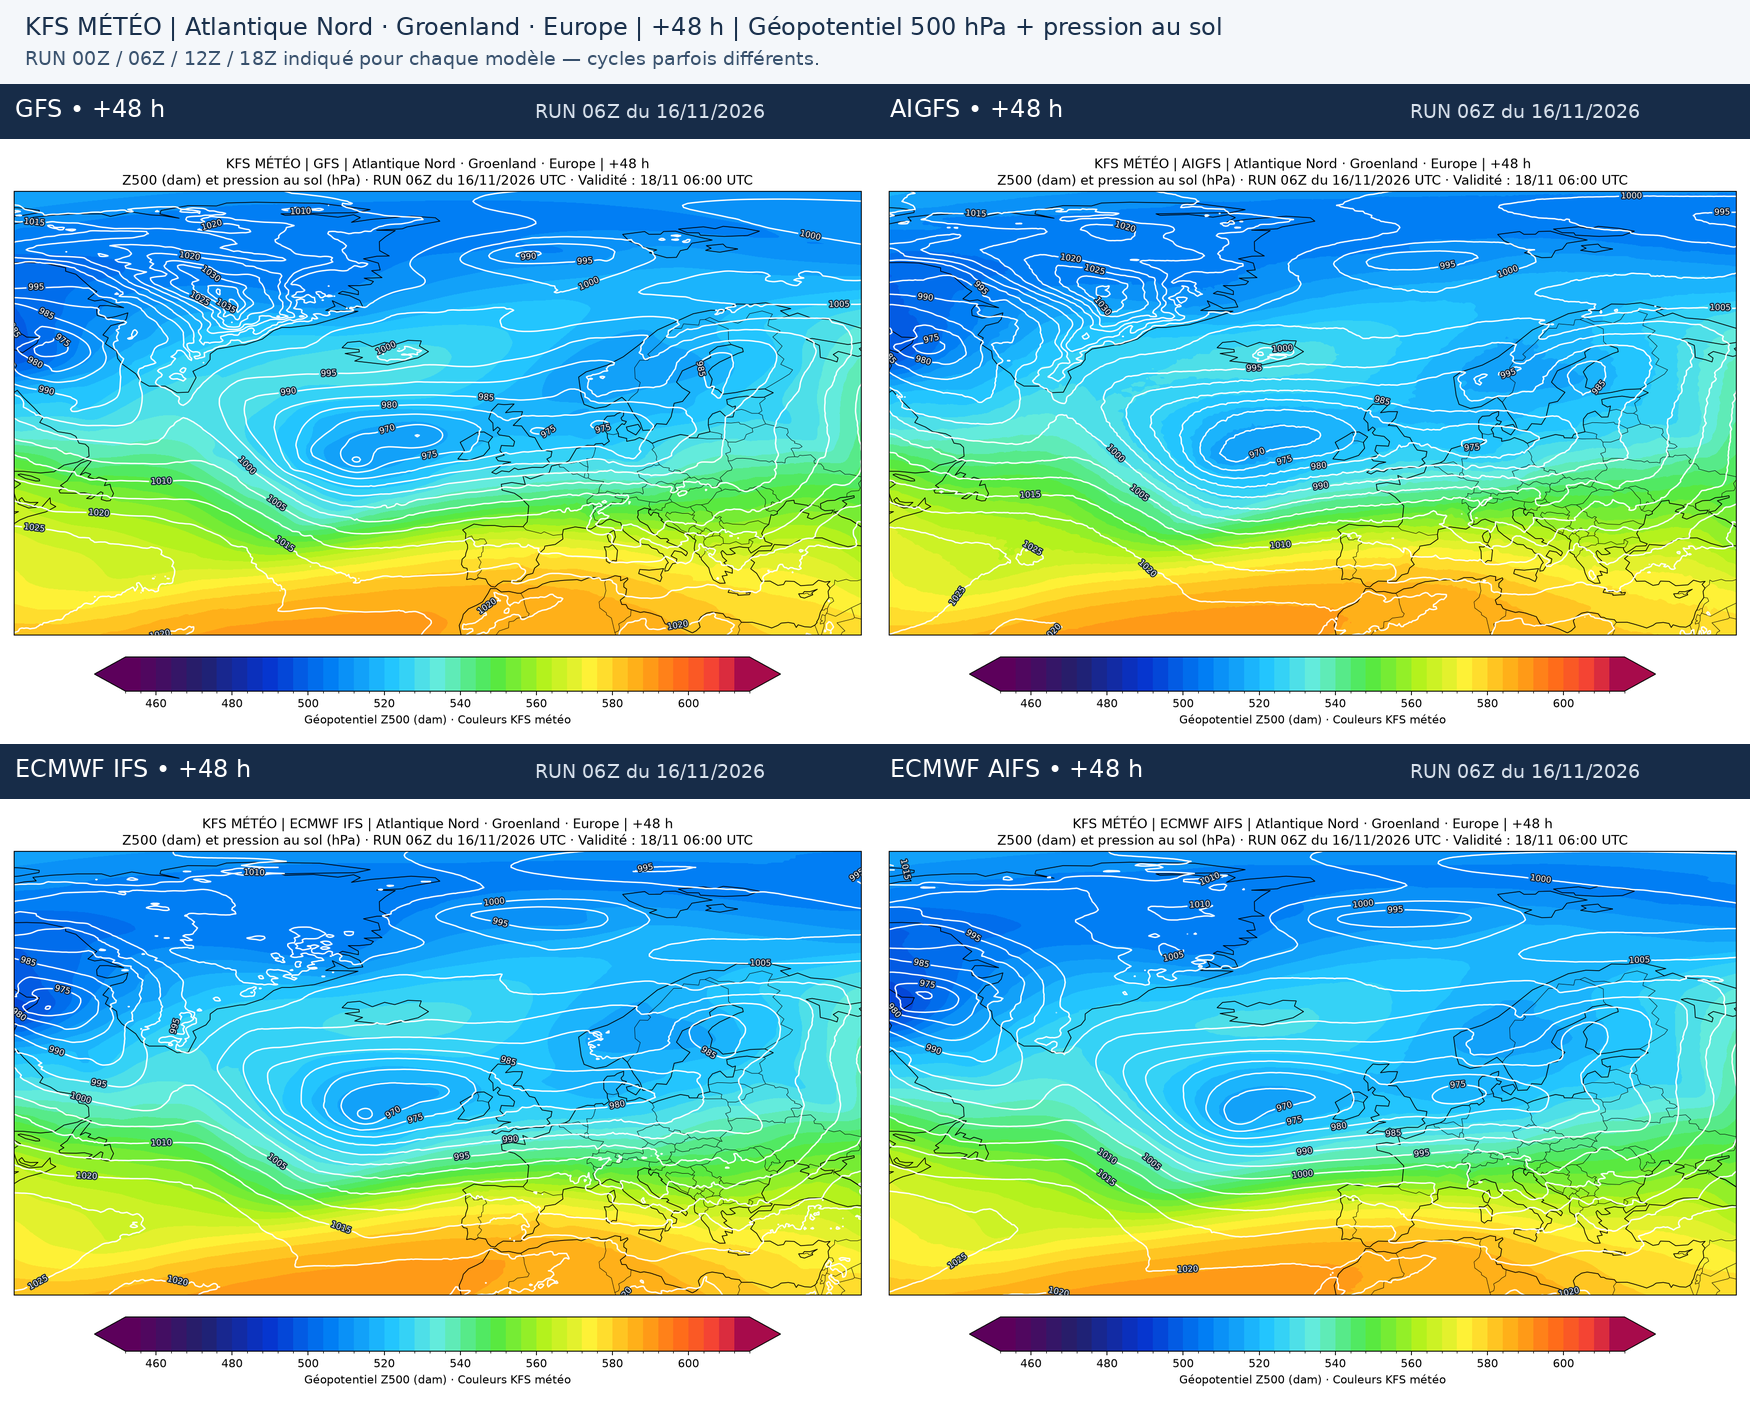 KFS MÉTÉO | Atlantique Nord · Groenland · Europe | +48 h | Géopotentiel 500 hPa + pression au sol
RUN 00Z / 06Z / 12Z / 18Z indiqué pour chaque modèle — cycles parfois différents.
GFS • +48 h
RUN 06Z du 16/11/2026
AIGFS • +48 h
RUN 06Z du 16/11/2026
KFS MÉTÉO | GFS | Atlantique Nord · Groenland · Europe | +48 h
Z500 (dam) et pression au sol (hPa) · RUN 06Z du 16/11/2026 UTC · Validité : 18/11 06:00 UTC
KFS MÉTÉO | AIGFS | Atlantique Nord · Groenland · Europe | +48 h
Z500 (dam) et pression au sol (hPa) · RUN 06Z du 16/11/2026 UTC · Validité : 18/11 06:00 UTC
460 480 500 520 540 560 580 600
Géopotentiel Z500 (dam) · Couleurs KFS météo
460 480 500 520 540 560 580 600
Géopotentiel Z500 (dam) · Couleurs KFS météo
ECMWF IFS • +48 h
RUN 06Z du 16/11/2026
ECMWF AIFS • +48 h
RUN 06Z du 16/11/2026
KFS MÉTÉO | ECMWF IFS | Atlantique Nord · Groenland · Europe | +48 h
Z500 (dam) et pression au sol (hPa) · RUN 06Z du 16/11/2026 UTC · Validité : 18/11 06:00 UTC
KFS MÉTÉO | ECMWF AIFS | Atlantique Nord · Groenland · Europe | +48 h
Z500 (dam) et pression au sol (hPa) · RUN 06Z du 16/11/2026 UTC · Validité : 18/11 06:00 UTC
460 480 500 520 540 560 580 600
Géopotentiel Z500 (dam) · Couleurs KFS météo
460 480 500 520 540 560 580 600
Géopotentiel Z500 (dam) · Couleurs KFS météo